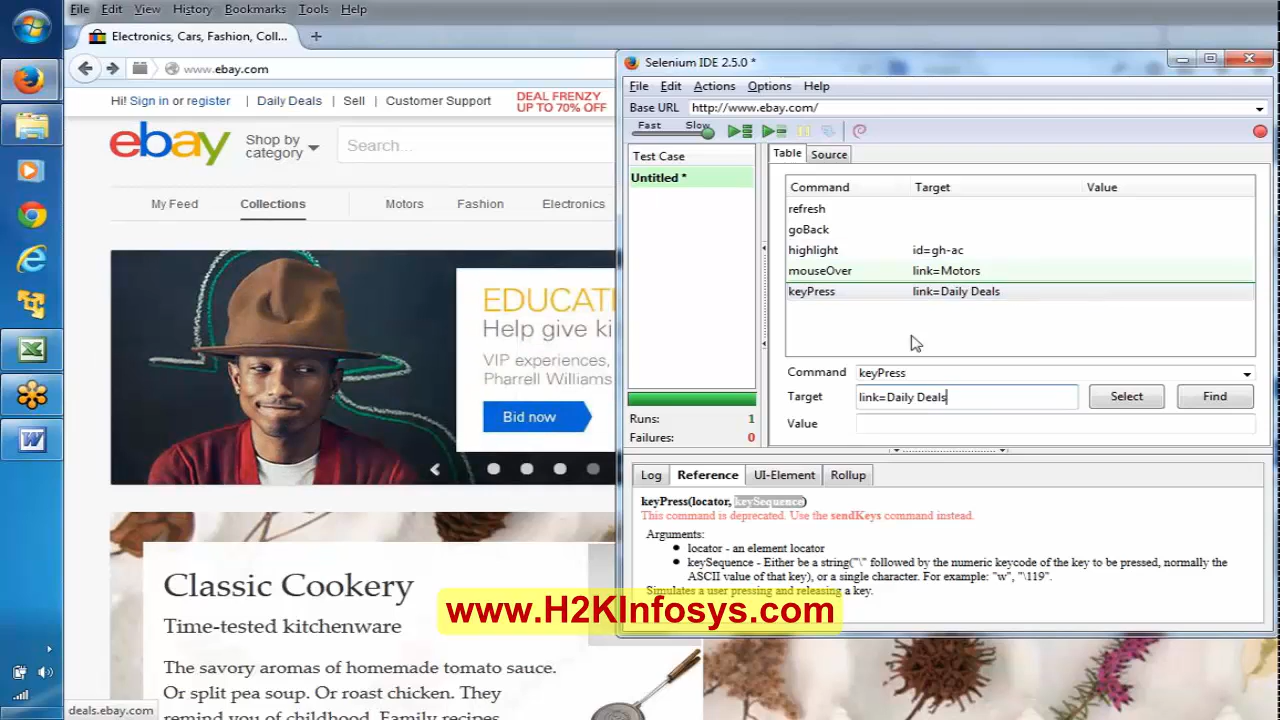 File Edit View History Bookmarks Tools Help
Electronics, Cars, Fashion, Coll...
www.ebay.com
Hi! Sign in or register | Daily Deals | Sell | Customer Support
DEAL FRENZY
UP TO 70% OFF
ebay
Shop by
category
Search...
My Feed Collections Motors Fashion Electronics
EDUCAT
Help give ki
VIP experiences,
Pharrell Williams
Bid now
Classic Cookery
Time-tested kitchenware
The savory aromas of homemade tomato sauce.
Or split pea soup. Or roast chicken. They
remind you of childhood. Family recipes
deals.ebay.com
Selenium IDE 2.5.0 *
File Edit Actions Options Help
Base URL http://www.ebay.com/
Fast Slow
Test Case
Untitled *
Runs: 1
Failures: 0
Table Source
Command Target Value
refresh
goBack
highlight id=gh-ac
mouseOver link=Motors
keyPress link=Daily Deals
Command keyPress
Target link=Daily Deals Select Find
Value
Log Reference UI-Element Rollup
keyPress(locator, keySequence)
This command is deprecated. Use the sendKeys command instead.
Arguments:
locator - an element locator
keySequence - Either be a string("\" followed by the numeric keycode of the key to be pressed, normally the
ASCII value of that key), or a single character. For example: "w", "\119".
Simulates a user pressing and releasing a key.
www.H2KInfosys.com